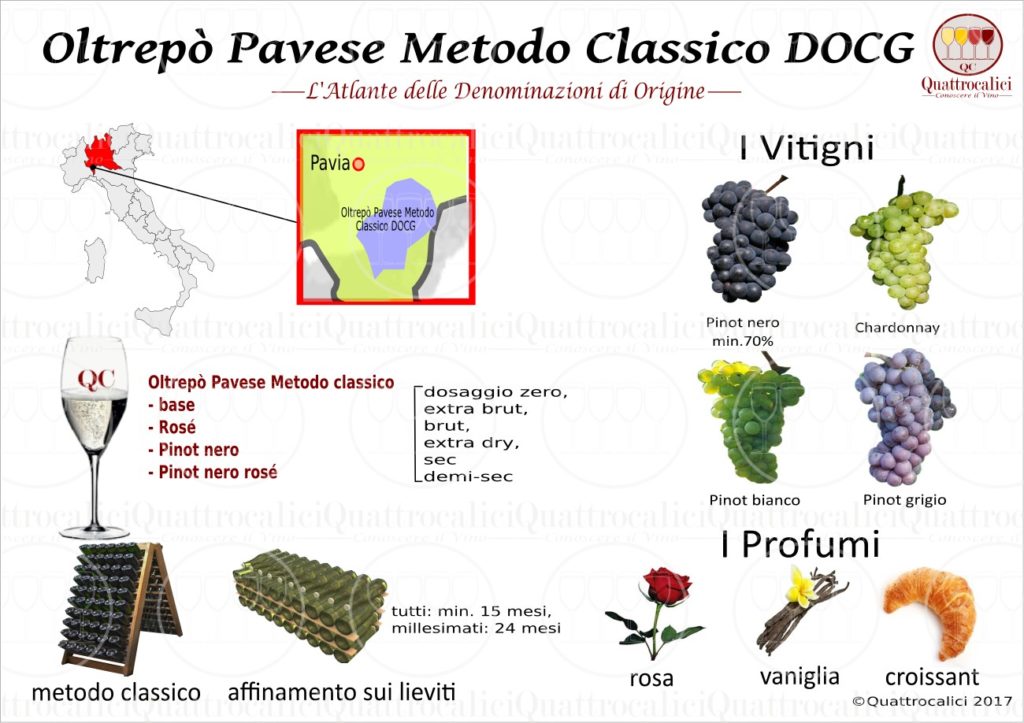 Oltrepò Pavese Metodo Classico DOCG
L'Atlante delle Denominazioni di Origine
QC
Quattrocalici
Conoscere il Vino
Pavia
Oltrepò Pavese Metodo
Classico DOCG
I Vitigni
Pinot nero
min.70%
Chardonnay
Pinot bianco
Pinot grigio
QC
Oltrepò Pavese Metodo classico
- base
- Rosé
- Pinot nero
- Pinot nero rosé
dosaggio zero,
extra brut,
brut,
extra dry,
sec
demi-sec
metodo classico
affinamento sui lieviti
tutti: min. 15 mesi,
millesimati: 24 mesi
I Profumi
rosa
vaniglia
croissant
©Quattrocalici 2017